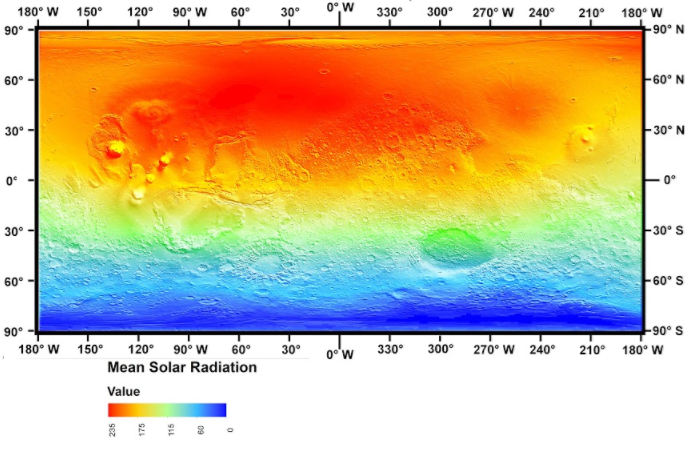 180° W 150° 120° 90° W 60° 30° 0° W 330° 300° W 270° W 240° 210° 180° W
90° 90° N
60° 60° N
30° 30° N
0° 0°
30° 30° S
60° 60° S
90° 90° S
180° W 150° W 120° W 90° W 60° W 30° 0° W 330° 300° W 270° W 240° W 210° W 180° W
Mean Solar Radiation
Value
235 175 115 60 0